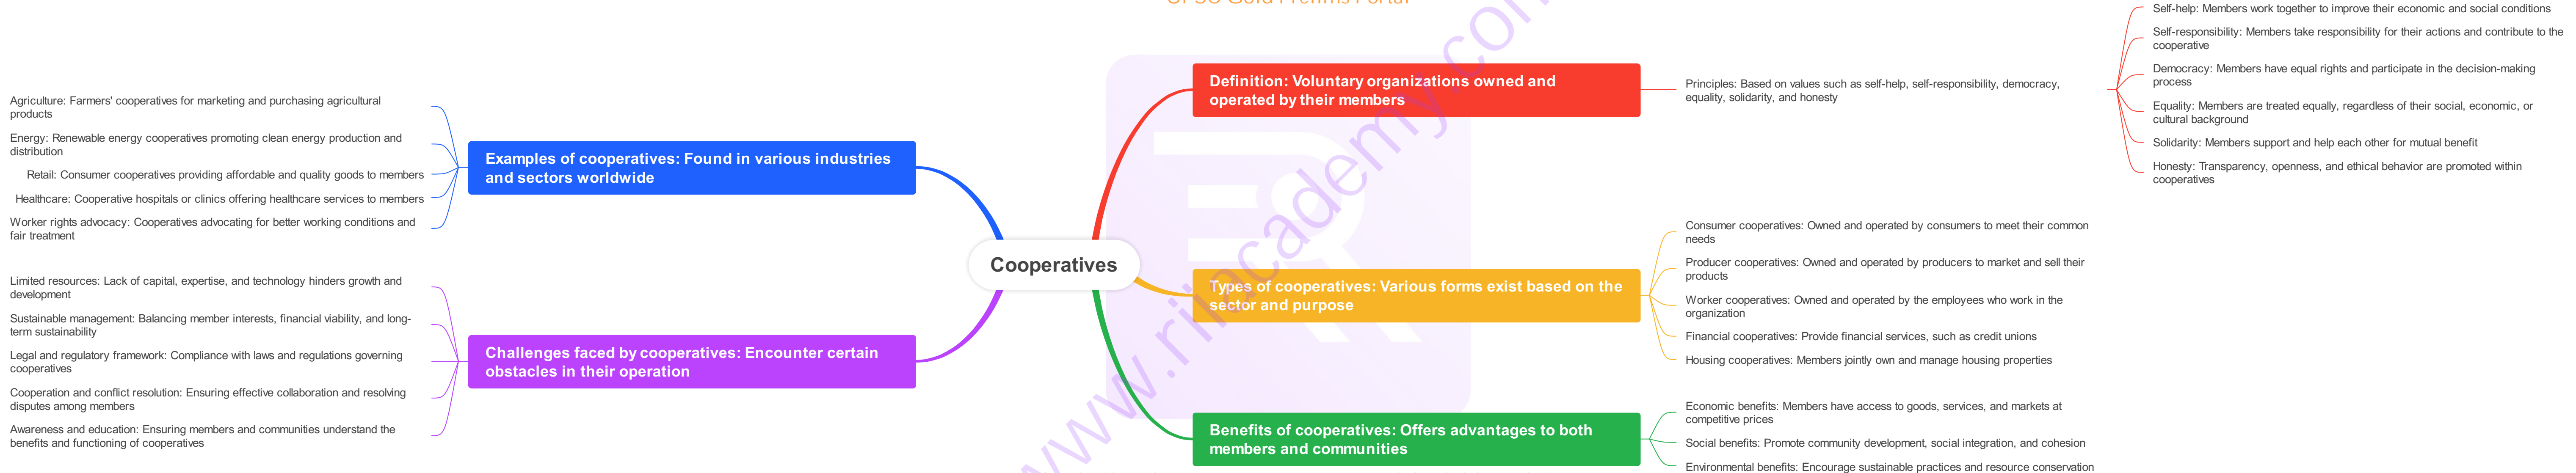 UPSC Gold Prelims Portal
Cooperatives
Definition: Voluntary organizations owned and
operated by their members
Principles: Based on values such as self-help, self-responsibility, democracy,
equality, solidarity, and honesty
Self-help: Members work together to improve their economic and social conditions
Self-responsibility: Members take responsibility for their actions and contribute to the
cooperative
Democracy: Members have equal rights and participate in the decision-making
process
Equality: Members are treated equally, regardless of their social, economic, or
cultural background
Solidarity: Members support and help each other for mutual benefit
Honesty: Transparency, openness, and ethical behavior are promoted within
cooperatives
Types of cooperatives: Various forms exist based on the
sector and purpose
Consumer cooperatives: Owned and operated by consumers to meet their common
needs
Producer cooperatives: Owned and operated by producers to market and sell their
products
Worker cooperatives: Owned and operated by the employees who work in the
organization
Financial cooperatives: Provide financial services, such as credit unions
Housing cooperatives: Members jointly own and manage housing properties
Benefits of cooperatives: Offers advantages to both
members and communities
Economic benefits: Members have access to goods, services, and markets at
competitive prices
Social benefits: Promote community development, social integration, and cohesion
Environmental benefits: Encourage sustainable practices and resource conservation
Examples of cooperatives: Found in various industries
and sectors worldwide
Agriculture: Farmers' cooperatives for marketing and purchasing agricultural
products
Energy: Renewable energy cooperatives promoting clean energy production and
distribution
Retail: Consumer cooperatives providing affordable and quality goods to members
Healthcare: Cooperative hospitals or clinics offering healthcare services to members
Worker rights advocacy: Cooperatives advocating for better working conditions and
fair treatment
Challenges faced by cooperatives: Encounter certain
obstacles in their operation
Limited resources: Lack of capital, expertise, and technology hinders growth and
development
Sustainable management: Balancing member interests, financial viability, and long-
term sustainability
Legal and regulatory framework: Compliance with laws and regulations governing
cooperatives
Cooperation and conflict resolution: Ensuring effective collaboration and resolving
disputes among members
Awareness and education: Ensuring members and communities understand the
benefits and functioning of cooperatives